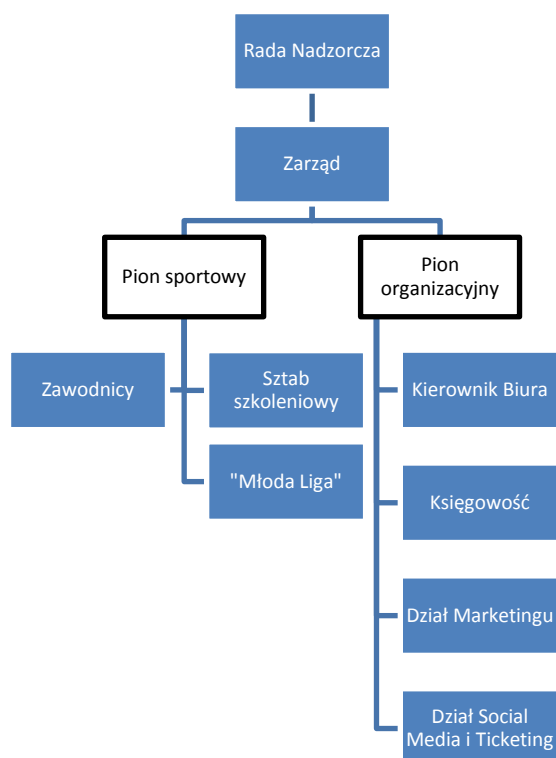 Rada Nadzorcza
Zarząd
Pion sportowy
Pion
organizacyjny
Zawodnicy
Sztab
szkoleniowy
Kierownik Biura
"Młoda Liga"
Księgowość
Dział Marketingu
Dział Social
Media i Ticketing